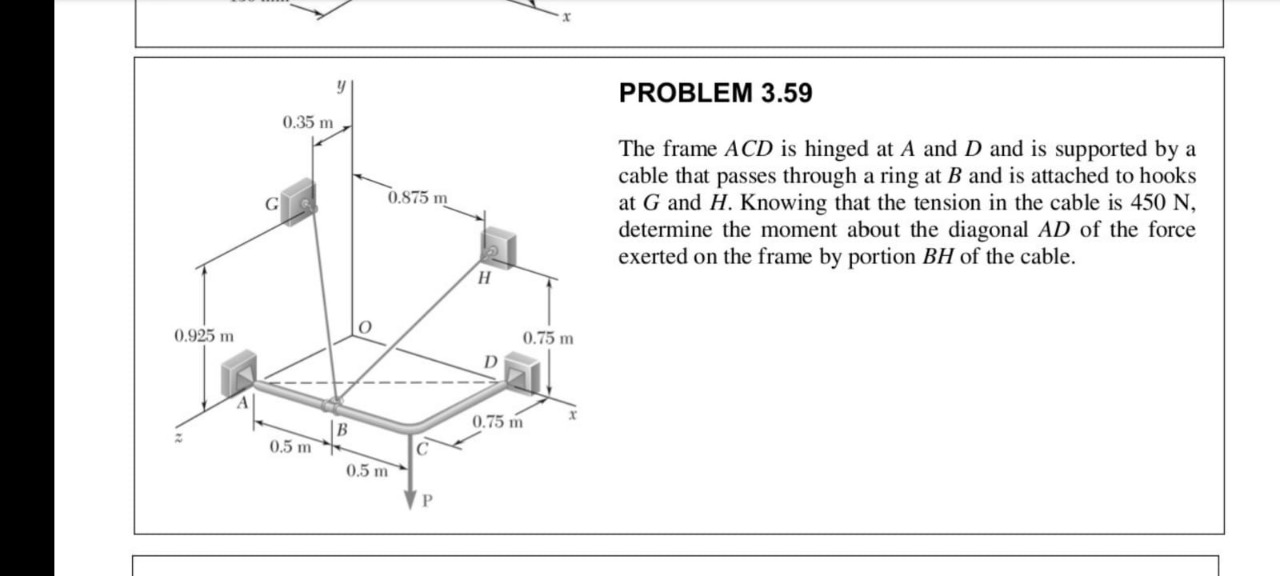 x
PROBLEM 3.59
y
0.35 m
The frame ACD is hinged at A and D and is supported by a
cable that passes through a ring at B and is attached to hooks
at G and H. Knowing that the tension in the cable is 450 N,
determine the moment about the diagonal AD of the force
exerted on the frame by portion BH of the cable.
G
0.875 m
H
0.925 m
O
0.75 m
D
A
0.75 m
x
z
B
0.5 m
C
0.5 m
P